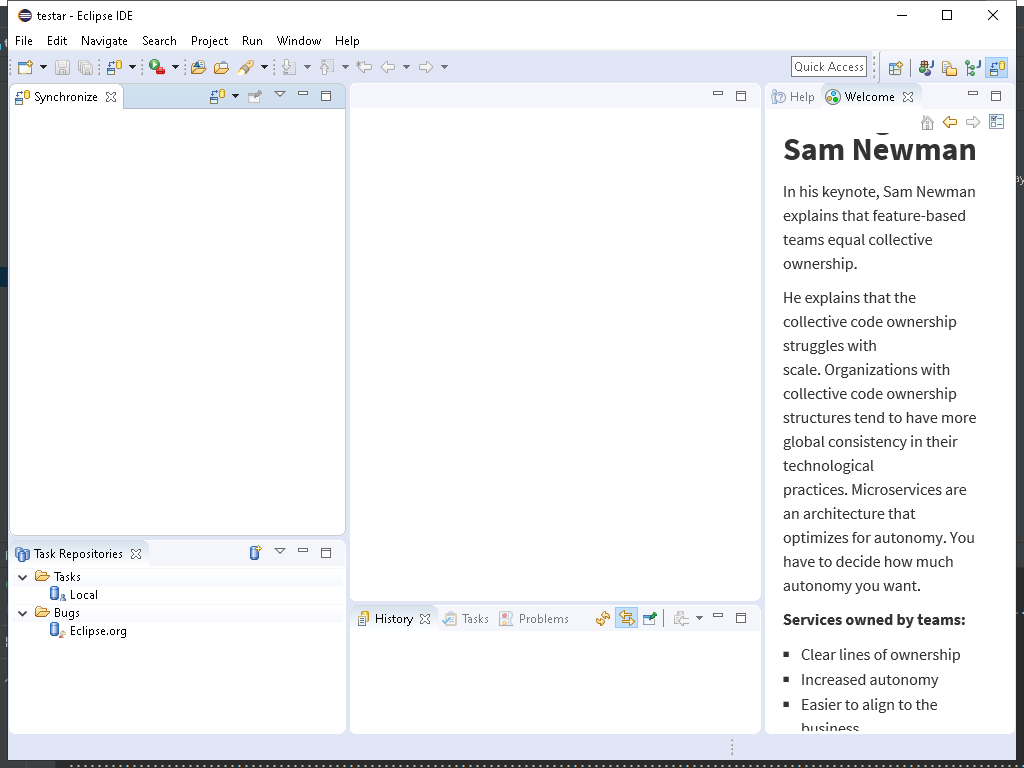 testar - Eclipse IDE
File Edit Navigate Search Project Run Window Help
Quick Access
Synchronize
Help Welcome
Sam Newman
In his keynote, Sam Newman
explains that feature-based
teams equal collective
ownership.
He explains that the
collective code ownership
struggles with
scale. Organizations with
collective code ownership
structures tend to have more
global consistency in their
technological
practices. Microservices are
an architecture that
optimizes for autonomy. You
have to decide how much
autonomy you want.
Services owned by teams:
Clear lines of ownership
Increased autonomy
Easier to align to the
business
Task Repositories
Tasks
Local
Bugs
Eclipse.org
History Tasks Problems